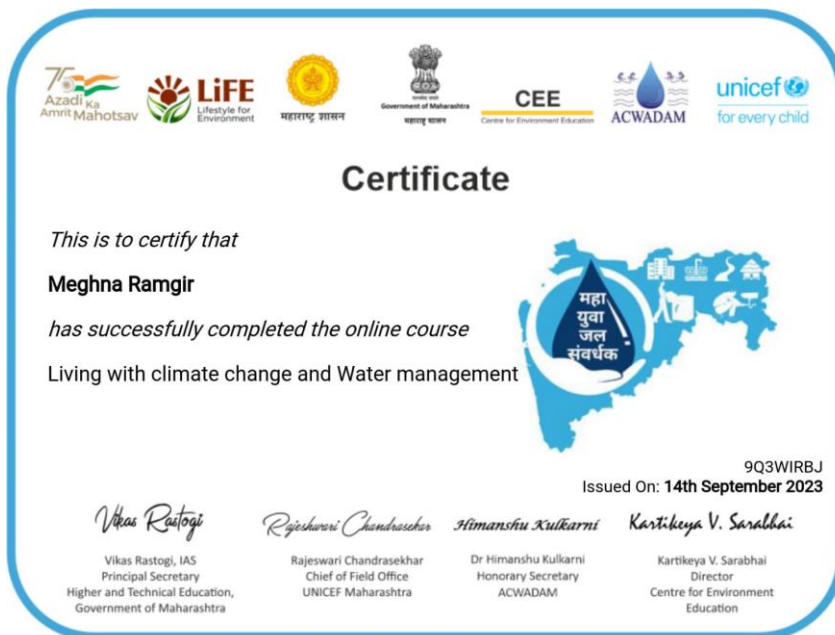 75
Azadi Ka
Amrit Mahotsav
LiFE
Lifestyle for
Environment
महाराष्ट्र शासन
Government of Maharashtra
महाराष्ट्र शासन
CEE
Centre for Environment Education
ACWADAM
unicef
for every child
Certificate
This is to certify that
Meghna Ramgir
has successfully completed the online course
Living with climate change and Water management
महा
युवा
जल
संवर्धक
9Q3WIRBJ
Issued On: 14th September 2023
Vikas Rastogi
Rajeshwari Chandrasekar
Himanshu Kulkarni
Kartikeya V. Sarabhai
Vikas Rastogi, IAS
Principal Secretary
Higher and Technical Education,
Government of Maharashtra
Rajeswari Chandrasekhar
Chief of Field Office
UNICEF Maharashtra
Dr Himanshu Kulkarni
Honorary Secretary
ACWADAM
Kartikeya V. Sarabhai
Director
Centre for Environment
Education